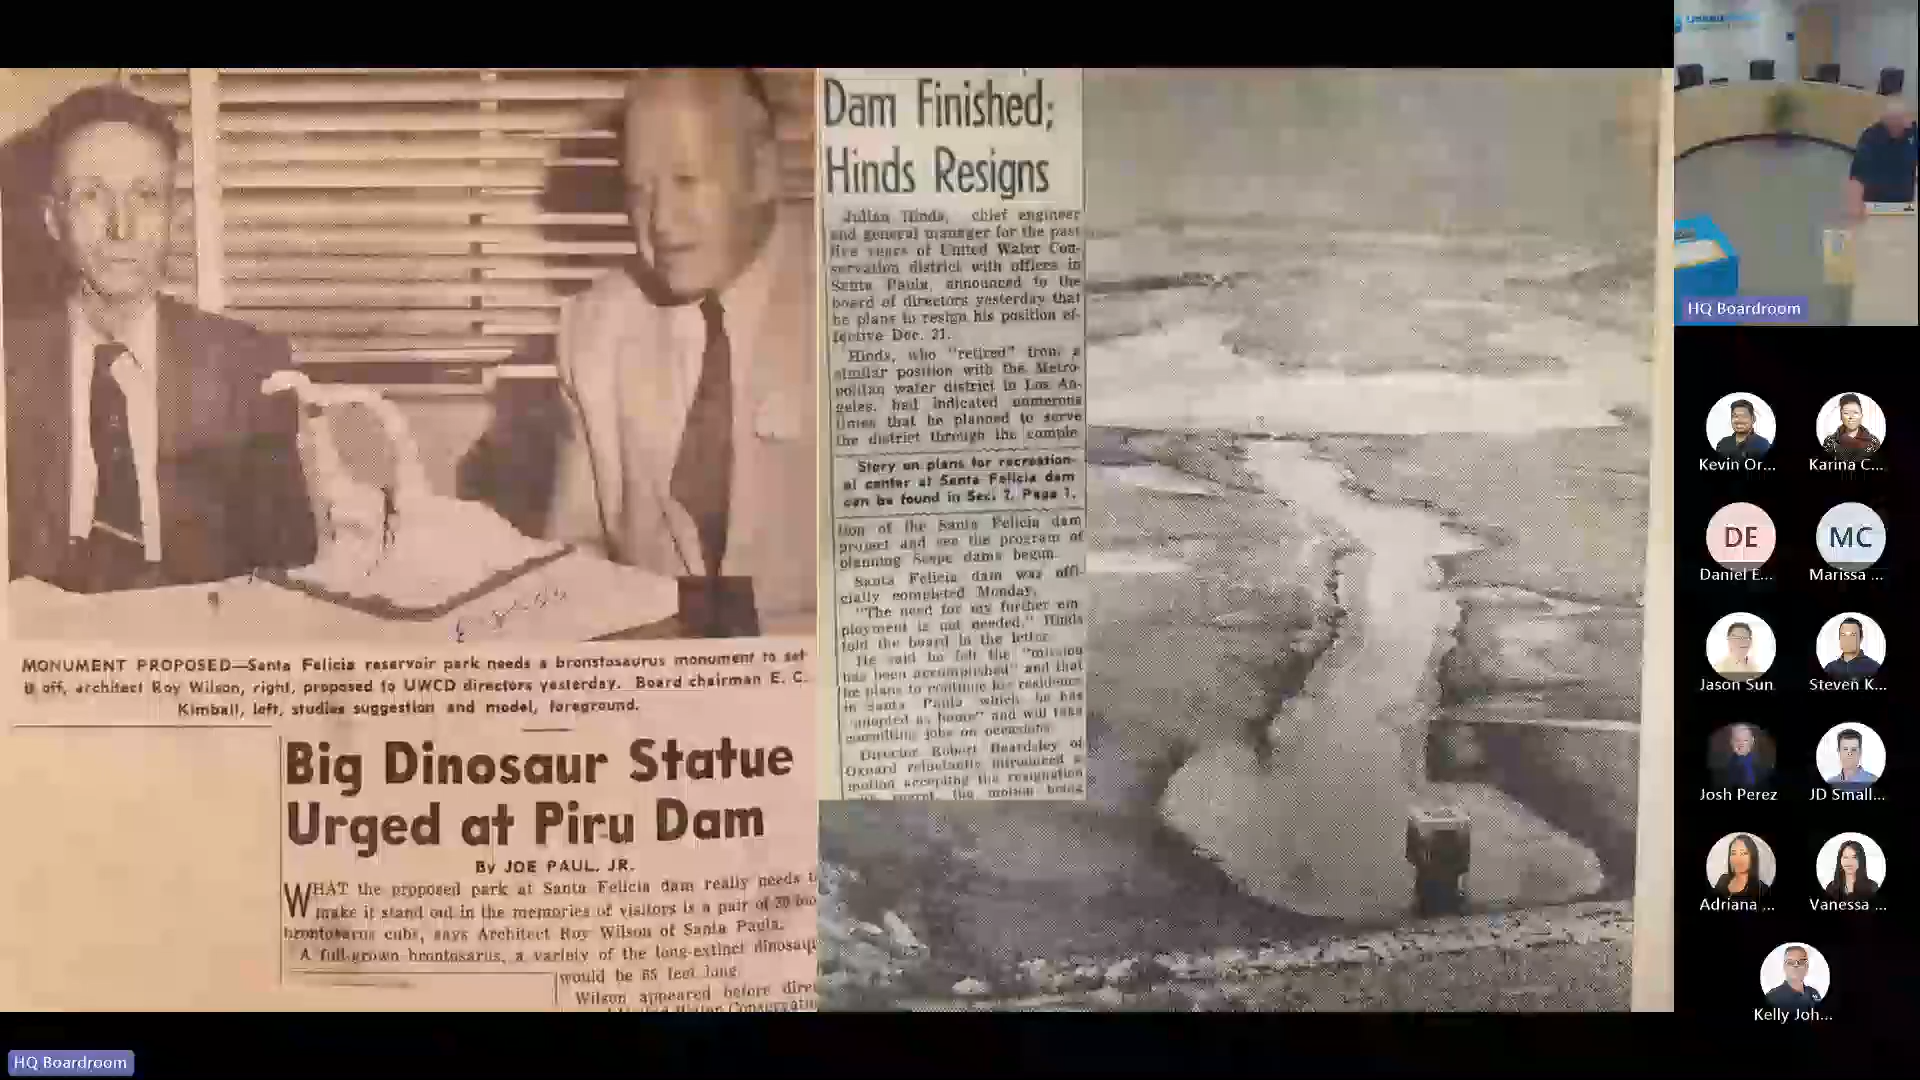 MONUMENT PROPOSED—Santa Felicia reservoir park needs a bronstosaurus monument to set
it off, architect Roy Wilson, right, proposed to UWCD directors yesterday. Board chairman E. C.
Kimball, left, studies suggestion and model, foreground.
Big Dinosaur Statue
Urged at Piru Dam
By JOE PAUL, JR.
WHAT the proposed park at Santa Felicia dam really needs t
make it stand out in the memories of visitors is a pair of 20-foo
brontosarus cubs, says Architect Roy Wilson of Santa Paula.
A full-grown brontosarus, a variety of the long-extinct dinosaur
would be 65 feet long.
Wilson appeared before dire
Dam Finished;
Hinds Resigns
Julian Hinds, chief engineer
and general manager for the past
five years of United Water Con-
servation district with offices in
Santa Paula, announced to the
board of directors yesterday that
he plans to resign his position ef-
fective Dec. 21.
Hinds, who "retired" from a
similar position with the Metro-
politan water district in Los An-
geles, had indicated numerous
times that he planned to serve
the district through the comple-
Story on plans for recreation-
al center at Santa Felicia dam
can be found in Sec. 2, Page 1.
tion of the Santa Felicia dam
project and see the program of
planning Sespe dams begun.
Santa Felicia dam was offi-
cially completed Monday.
"The need for my further em
ployment is not needed," Hinds
told the board in the letter.
He said he felt the "mission
has been accomplished" and that
he plans to continue his residence
in Santa Paula which he has
"adopted as home" and will take
consulting jobs on occasions.
Director Robert Beardsley of
Oxnard reluctantly introduced a
motion accepting the resignation
the motion being
HQ Boardroom
Kevin Or...
Karina C...
DE
MC
Daniel E...
Marissa ...
Jason Sun
Steven K...
Josh Perez
JD Small...
Adriana ...
Vanessa ...
Kelly Joh...
HQ Boardroom